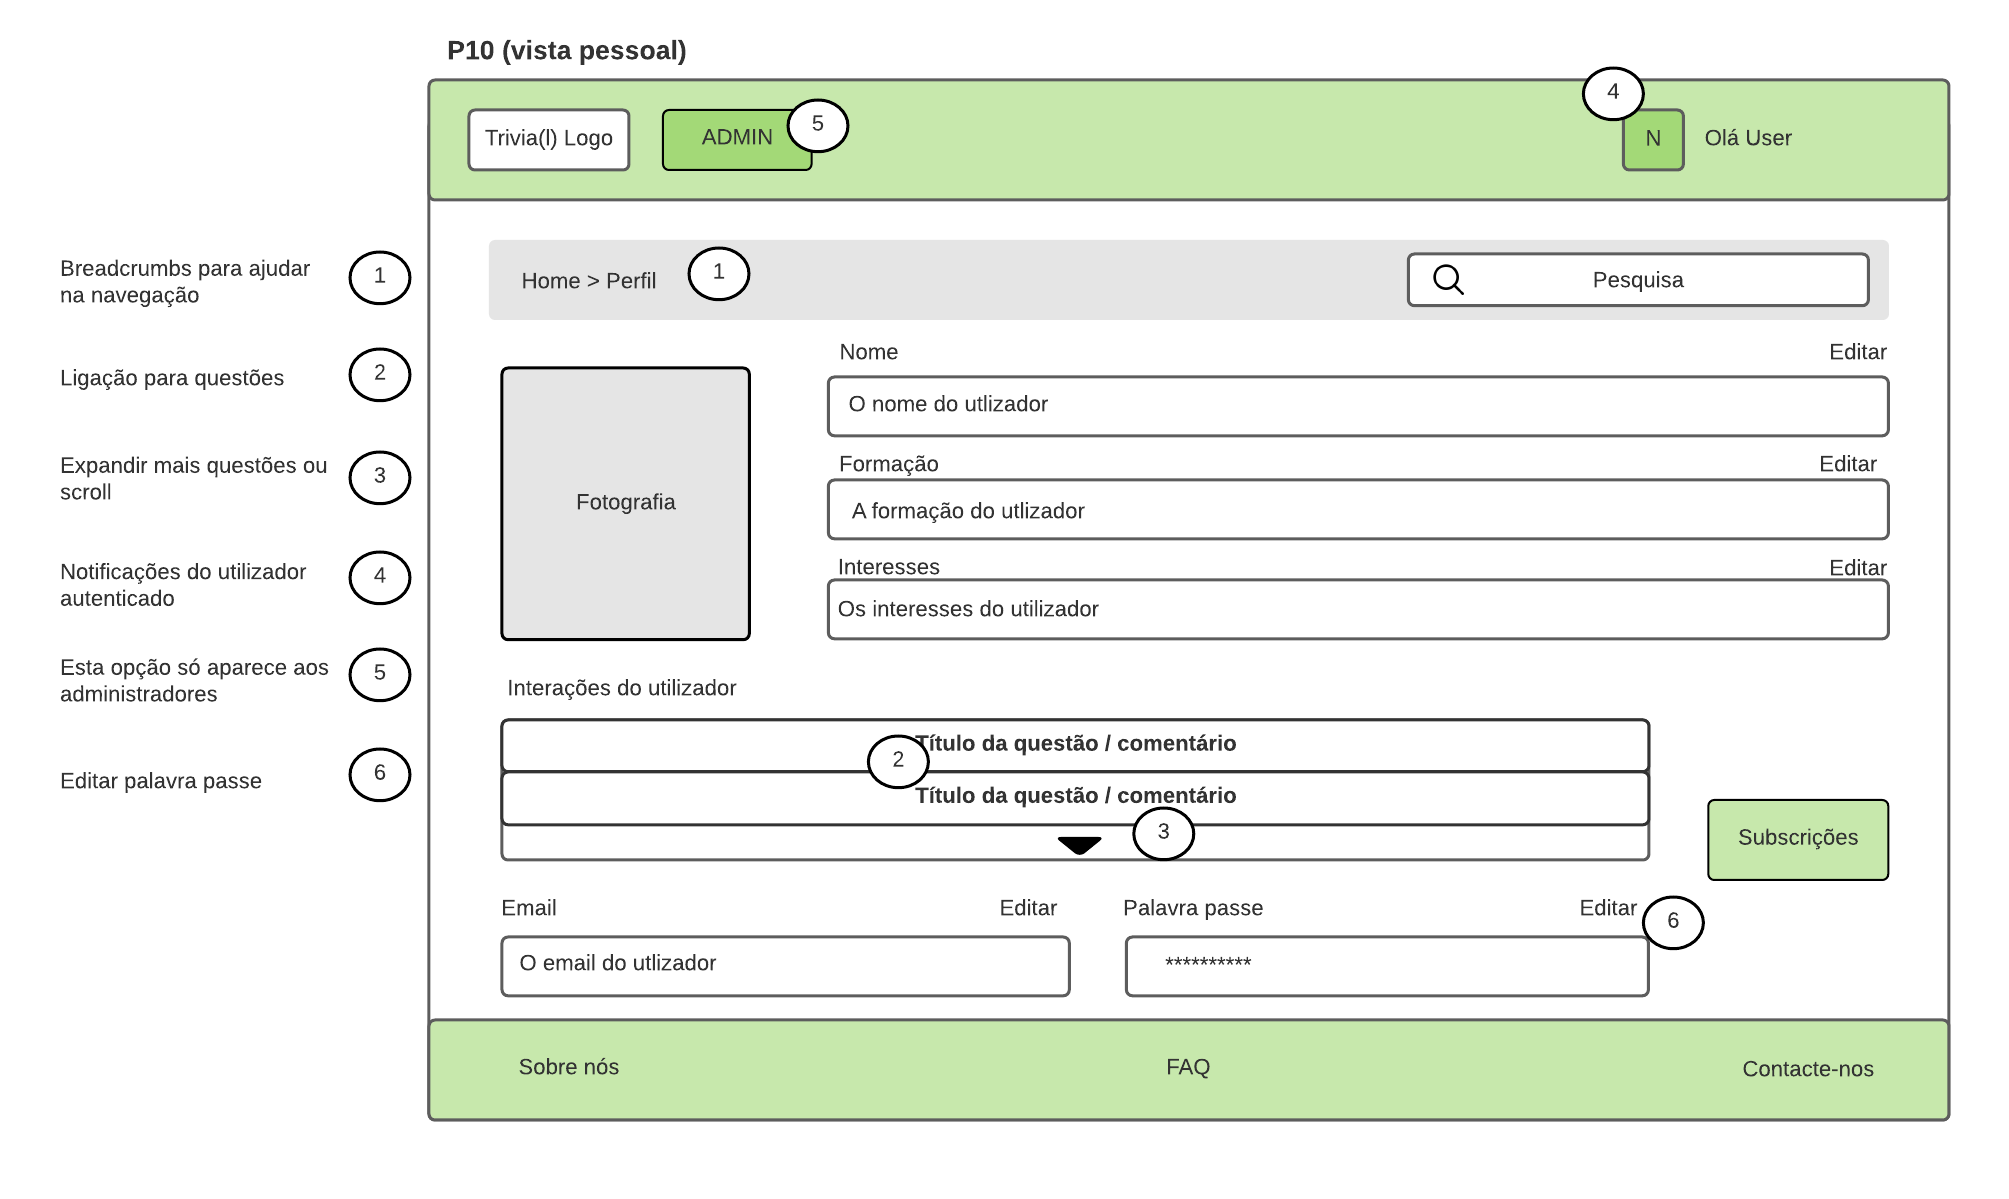 P10 (vista pessoal)
Trivia(l) Logo
ADMIN
5
4
N
Olá User
Breadcrumbs para ajudar
na navegação
1
Ligação para questões
2
Expandir mais questões ou
scroll
3
Notificações do utilizador
autenticado
4
Esta opção só aparece aos
administradores
5
Editar palavra passe
6
Home > Perfil
1
Pesquisa
Fotografia
Nome
Editar
O nome do utlizador
Formação
Editar
A formação do utlizador
Interesses
Editar
Os interesses do utilizador
Interações do utilizador
Título da questão / comentário
2
Título da questão / comentário
3
Subscrições
Email
Editar
Palavra passe
Editar
6
O email do utlizador
**********
Sobre nós
FAQ
Contacte-nos